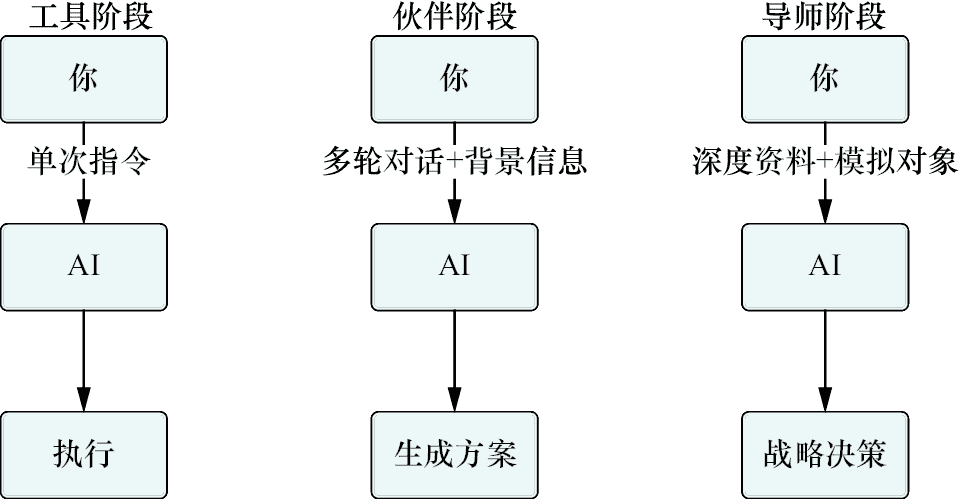 工具阶段
你
单次指令
AI
执行
伙伴阶段
你
多轮对话+背景信息
AI
生成方案
导师阶段
你
深度资料+模拟对象
AI
战略决策